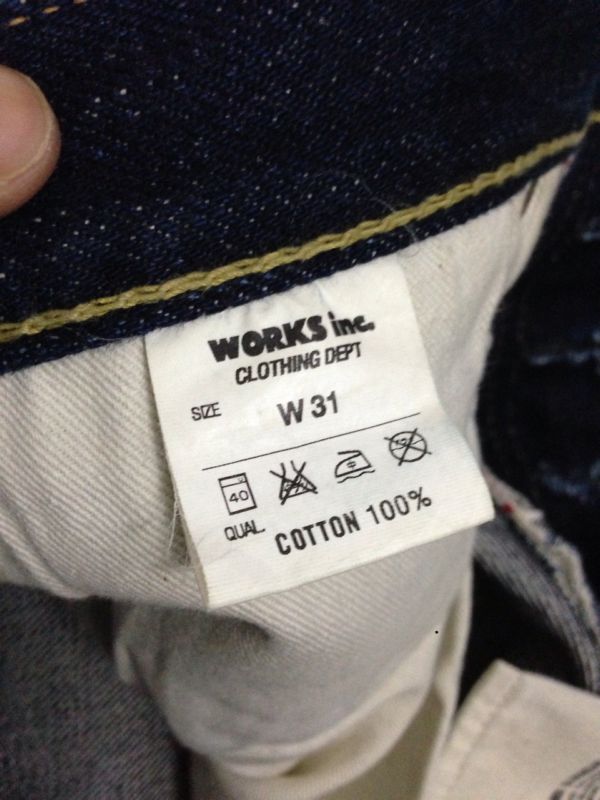 WORKS inc.
CLOTHING DEPT
SIZE W 31
40
QUAL. COTTON 100%